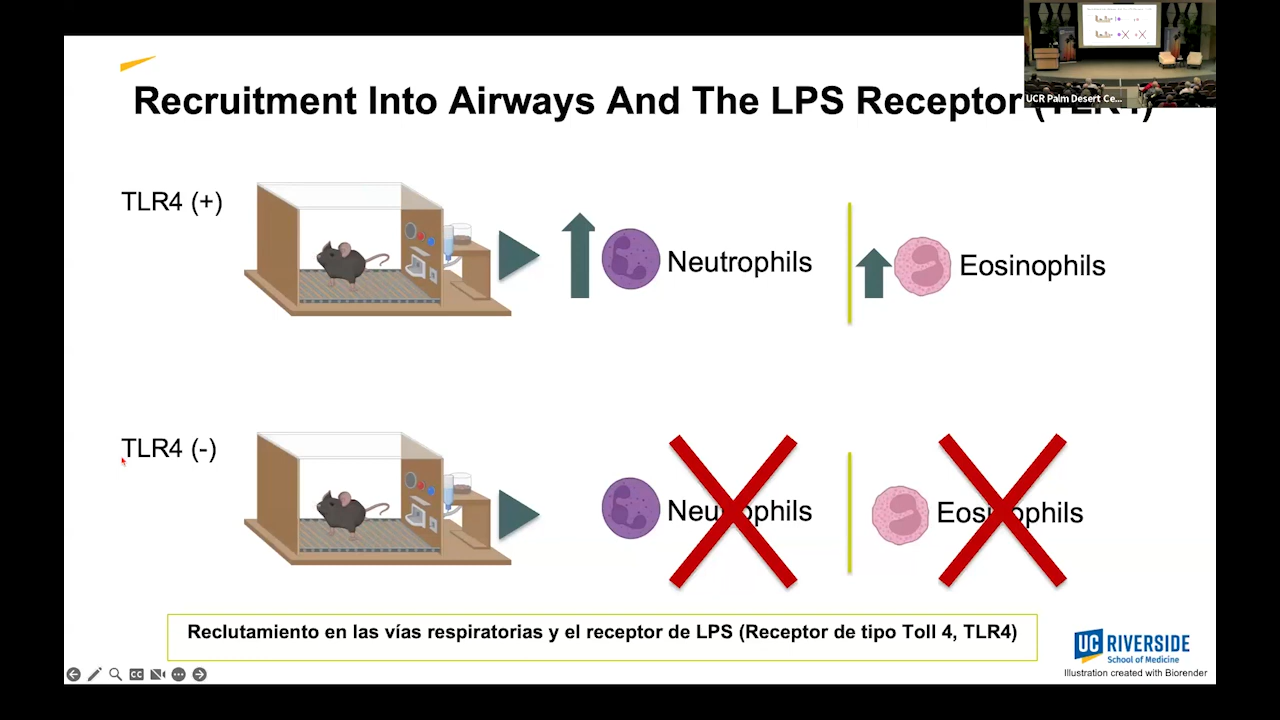 Recruitment Into Airways And The LPS Receptor (TLR4)
UCR Palm Desert Ce...
TLR4 (+)
Neutrophils
Eosinophils
TLR4 (-)
Neutrophils
Eosinophils
Reclutamiento en las vías respiratorias y el receptor de LPS (Receptor de tipo Toll 4, TLR4)
UC RIVERSIDE
School of Medicine
Illustration created with Biorender
CC